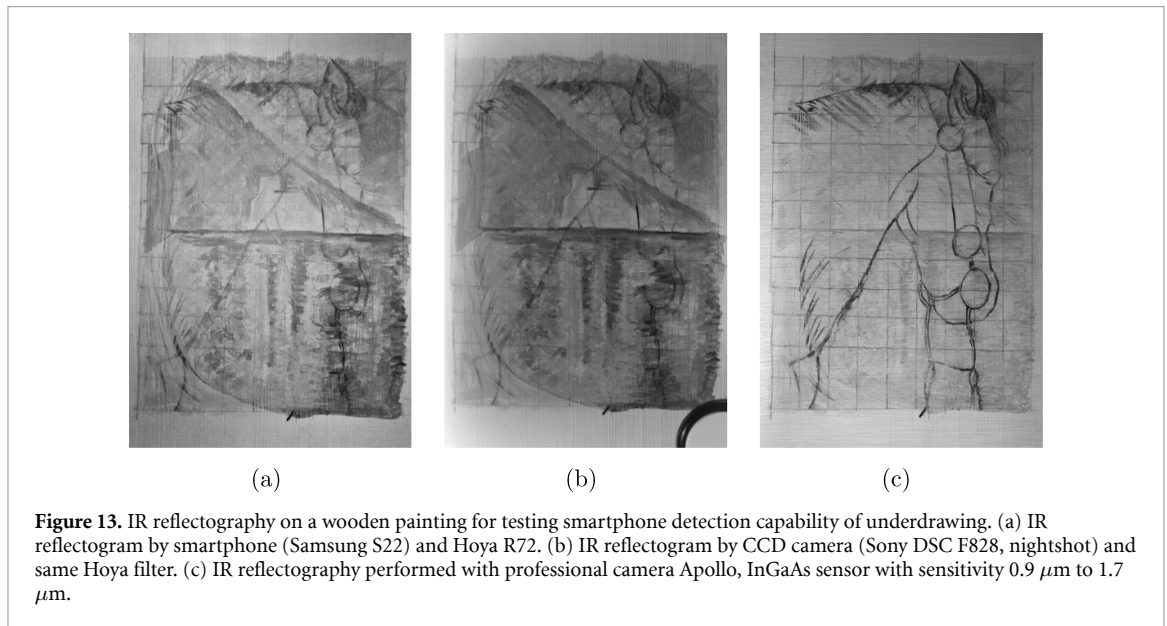 (a)
(b)
(c)
Figure 13. IR reflectography on a wooden painting for testing smartphone detection capability of underdrawing. (a) IR
reflectogram by smartphone (Samsung S22) and Hoya R72. (b) IR reflectogram by CCD camera (Sony DSC F828, nightshot) and
same Hoya filter. (c) IR reflectography performed with professional camera Apollo, InGaAs sensor with sensitivity 0.9 μm to 1.7
μm.